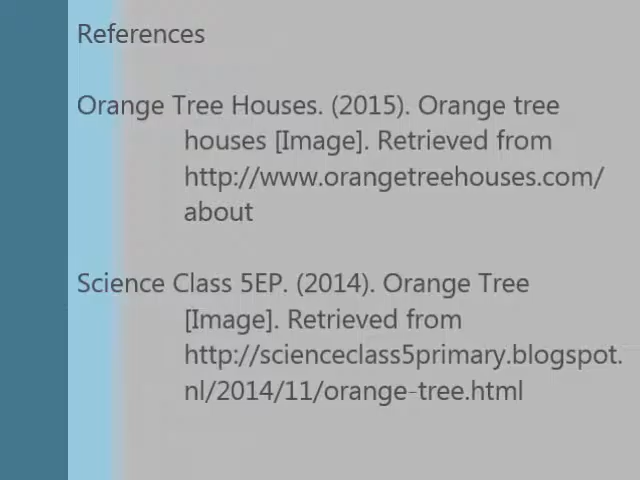 References
Orange Tree Houses. (2015). Orange tree
houses [Image]. Retrieved from
http://www.orangetreehouses.com/
about
Science Class 5EP. (2014). Orange Tree
[Image]. Retrieved from
http://scienceclass5primary.blogspot.
nl/2014/11/orange-tree.html